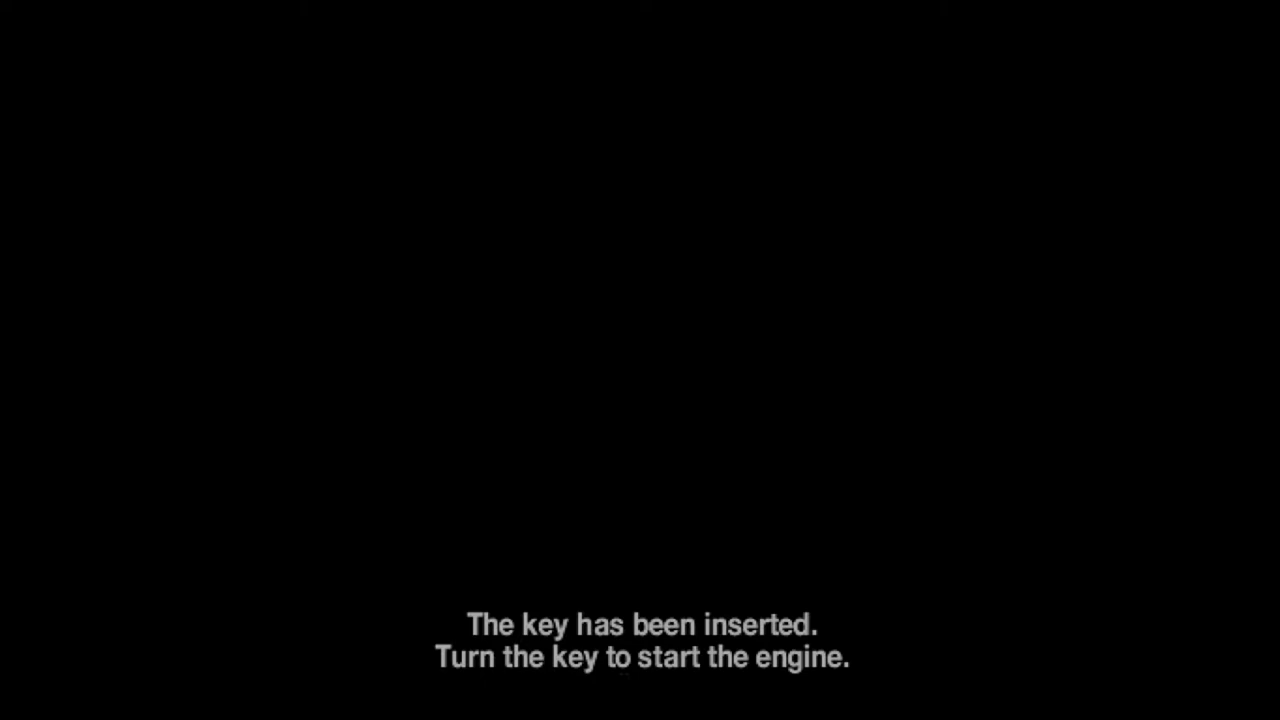 The key has been inserted.
Turn the key to start the engine.